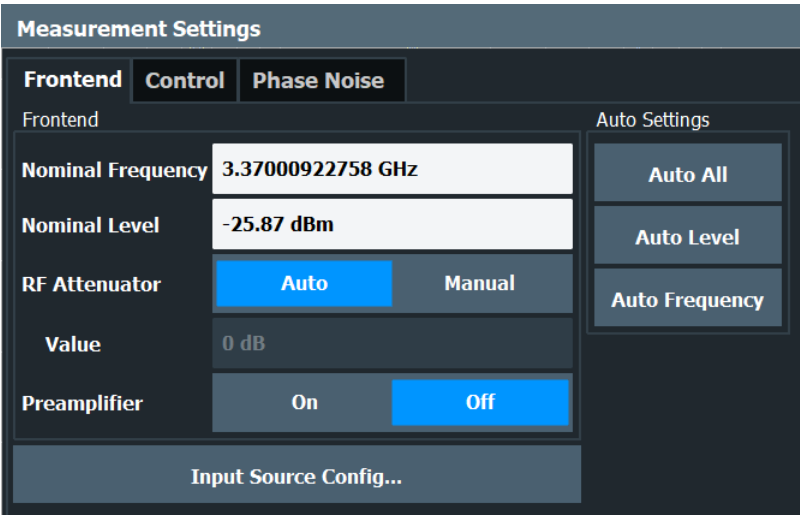 Measurement Settings
Frontend Control Phase Noise
Frontend
Auto Settings
Nominal Frequency 3.37000922758 GHz
Auto All
Nominal Level -25.87 dBm
Auto Level
RF Attenuator Auto Manual
Auto Frequency
Value 0 dB
Preamplifier On Off
Input Source Config...